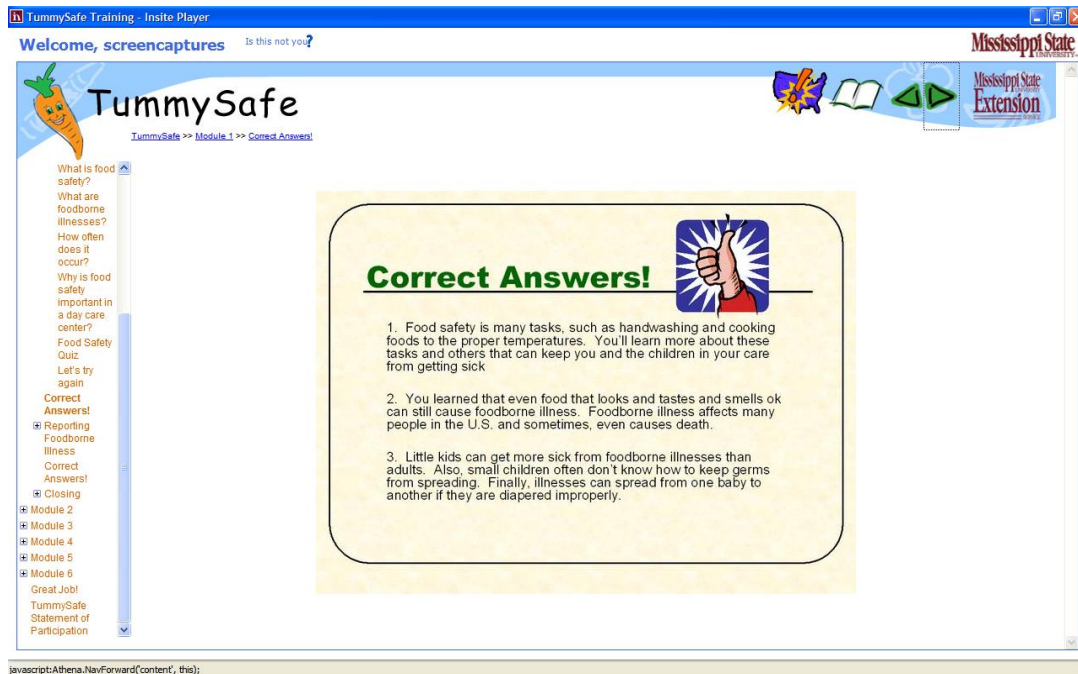 TummySafe Training - Insite Player
Welcome, screencaptures
Is this not you?
Mississippi State
UNIVERSITY
TummySafe
Mississippi State
UNIVERSITY
Extension
SERVICE
TummySafe >> Module 1 >> Correct Answers!
What is food
safety?
What are
foodborne
illnesses?
How often
does it
occur?
Why is food
safety
important in
a day care
center?
Food Safety
Quiz
Let's try
again
Correct
Answers!
Reporting
Foodborne
Illness
Correct
Answers!
Closing
Module 2
Module 3
Module 4
Module 5
Module 6
Great Job!
TummySafe
Statement of
Participation
Correct Answers!
1. Food safety is many tasks, such as handwashing and cooking
foods to the proper temperatures. You'll learn more about these
tasks and others that can keep you and the children in your care
from getting sick
2. You learned that even food that looks and tastes and smells ok
can still cause foodborne illness. Foodborne illness affects many
people in the U.S. and sometimes, even causes death.
3. Little kids can get more sick from foodborne illnesses than
adults. Also, small children often don't know how to keep germs
from spreading. Finally, illnesses can spread from one baby to
another if they are diapered improperly.
javascript:Athena.NavForward('content', this);